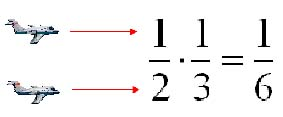 1/2 · 1/3 = 1/6